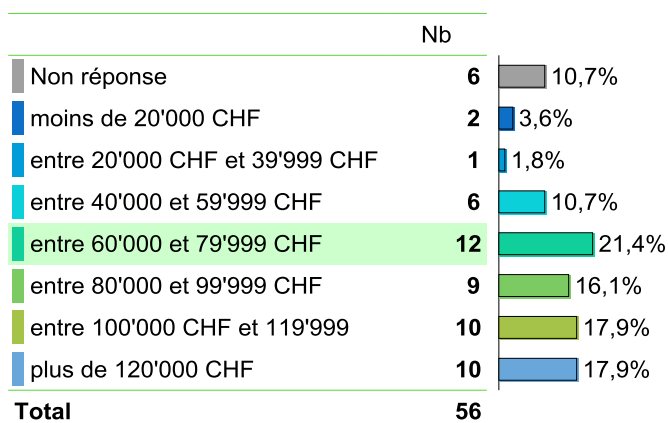 Nb
Non réponse 6 10,7%
moins de 20'000 CHF 2 3,6%
entre 20'000 CHF et 39'999 CHF 1 1,8%
entre 40'000 et 59'999 CHF 6 10,7%
entre 60'000 et 79'999 CHF 12 21,4%
entre 80'000 et 99'999 CHF 9 16,1%
entre 100'000 CHF et 119'999 10 17,9%
plus de 120'000 CHF 10 17,9%
Total 56